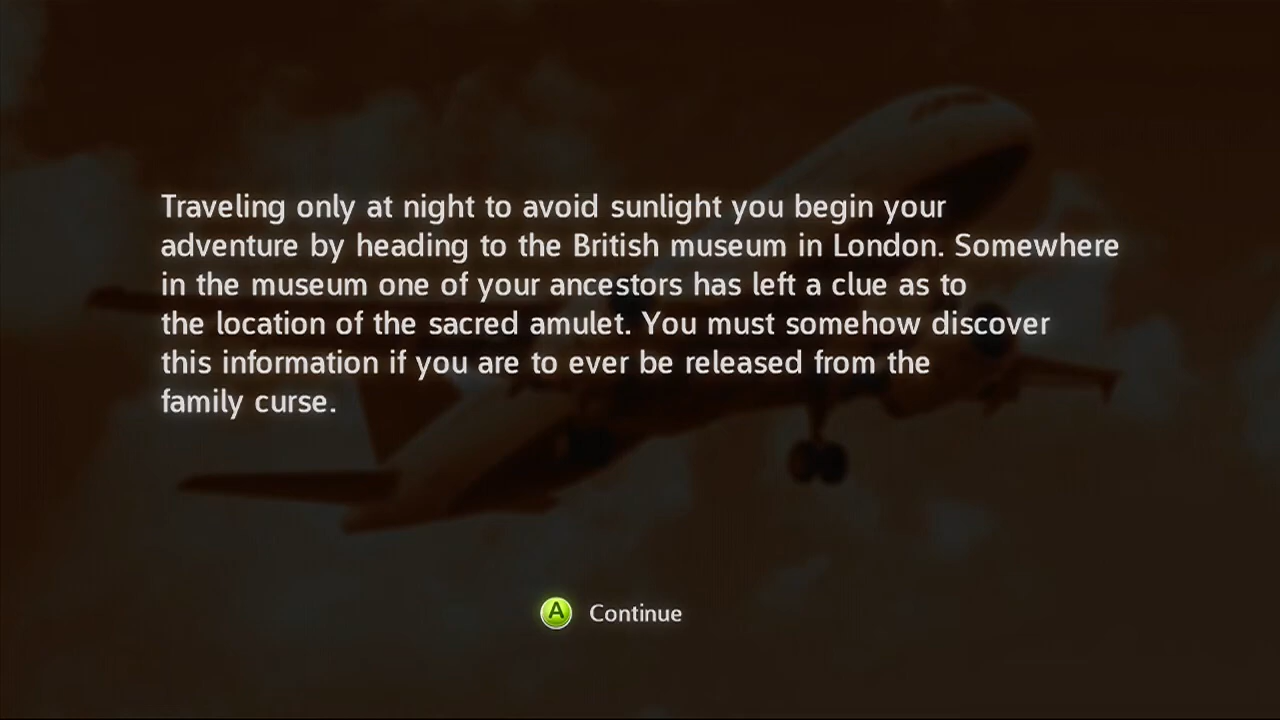 Traveling only at night to avoid sunlight you begin your
adventure by heading to the British museum in London. Somewhere
in the museum one of your ancestors has left a clue as to
the location of the sacred amulet. You must somehow discover
this information if you are to ever be released from the
family curse.
A Continue